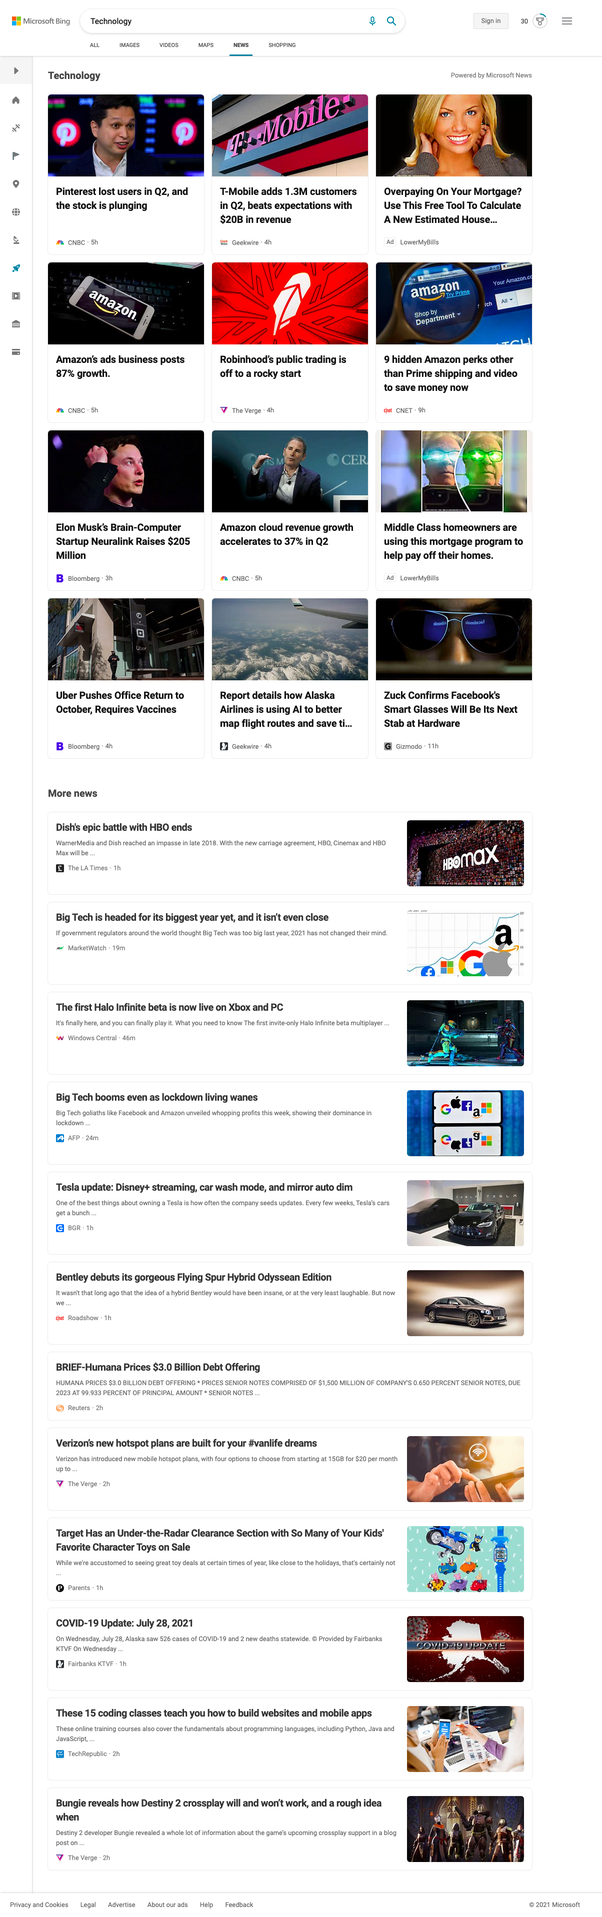 Microsoft Bing
Technology
Sign in
30
ALL IMAGES VIDEOS MAPS NEWS SHOPPING
Technology
Powered by Microsoft News
Pinterest lost users in Q2, and
the stock is plunging
CNBC · 5h
T-Mobile
T-Mobile adds 1.3M customers
in Q2, beats expectations with
$20B in revenue
Geekwire · 4h
Overpaying On Your Mortgage?
Use This Free Tool To Calculate
A New Estimated House...
Ad LowerMyBills
amazon
Amazon's ads business posts
87% growth.
CNBC · 5h
Robinhood's public trading is
off to a rocky start
The Verge · 4h
Your Amazon.co
amazon
Try Prime
Shop by
Department
All
9 hidden Amazon perks other
than Prime shipping and video
to save money now
CNET · 9h
Elon Musk's Brain-Computer
Startup Neuralink Raises $205
Million
Bloomberg · 3h
CER
Amazon cloud revenue growth
accelerates to 37% in Q2
CNBC · 5h
Middle Class homeowners are
using this mortgage program to
help pay off their homes.
Ad LowerMyBills
Uber Pushes Office Return to
October, Requires Vaccines
Bloomberg · 4h
Report details how Alaska
Airlines is using AI to better
map flight routes and save ti...
Geekwire · 4h
Zuck Confirms Facebook's
Smart Glasses Will Be Its Next
Stab at Hardware
Gizmodo · 11h
More news
Dish's epic battle with HBO ends
WarnerMedia and Dish reached an impasse in late 2018. With the new carriage agreement, HBO, Cinemax and HBO
Max will be ...
The LA Times · 1h
HBOmax
Big Tech is headed for its biggest year yet, and it isn't even close
If government regulators around the world thought Big Tech was too big last year, 2021 has not changed their mind.
MarketWatch · 19m
The first Halo Infinite beta is now live on Xbox and PC
It's finally here, and you can finally play it. What you need to know The first invite-only Halo Infinite beta multiplayer ...
Windows Central · 46m
Big Tech booms even as lockdown living wanes
Big Tech goliaths like Facebook and Amazon unveiled whopping profits this week, showing their dominance in
lockdown ...
AFP · 24m
Tesla update: Disney+ streaming, car wash mode, and mirror auto dim
One of the best things about owning a Tesla is how often the company seeds updates. Every few weeks, Tesla's cars
get a bunch ...
BGR · 1h
Bentley debuts its gorgeous Flying Spur Hybrid Odyssean Edition
It wasn't that long ago that the idea of a hybrid Bentley would have been insane, or at the very least laughable. But now
we ...
Roadshow · 1h
BRIEF-Humana Prices $3.0 Billion Debt Offering
HUMANA PRICES $3.0 BILLION DEBT OFFERING * PRICES SENIOR NOTES COMPRISED OF $1,500 MILLION OF COMPANY'S 0.650 PERCENT SENIOR NOTES, DUE
2023 AT 99.933 PERCENT OF PRINCIPAL AMOUNT * SENIOR NOTES ...
Reuters · 2h
Verizon's new hotspot plans are built for your #vanlife dreams
Verizon has introduced new mobile hotspot plans, with four options to choose from starting at 15GB for $20 per month
up to ...
The Verge · 2h
Target Has an Under-the-Radar Clearance Section with So Many of Your Kids'
Favorite Character Toys on Sale
While we're accustomed to seeing great toy deals at certain times of year, like close to the holidays, that's certainly not
...
Parents · 1h
COVID-19 Update: July 28, 2021
On Wednesday, July 28, Alaska saw 526 cases of COVID-19 and 2 new deaths statewide. © Provided by Fairbanks
KTVF On Wednesday ...
Fairbanks KTVF · 1h
COVID-19 UPDATE
These 15 coding classes teach you how to build websites and mobile apps
These online training courses also cover the fundamentals about programming languages, including Python, Java and
JavaScript, ...
TechRepublic · 2h
Bungie reveals how Destiny 2 crossplay will and won't work, and a rough idea
when
Destiny 2 developer Bungie revealed a whole lot of information about the game's upcoming crossplay support in a blog
post on ...
The Verge · 2h
Privacy and Cookies Legal Advertise About our ads Help Feedback
© 2021 Microsoft